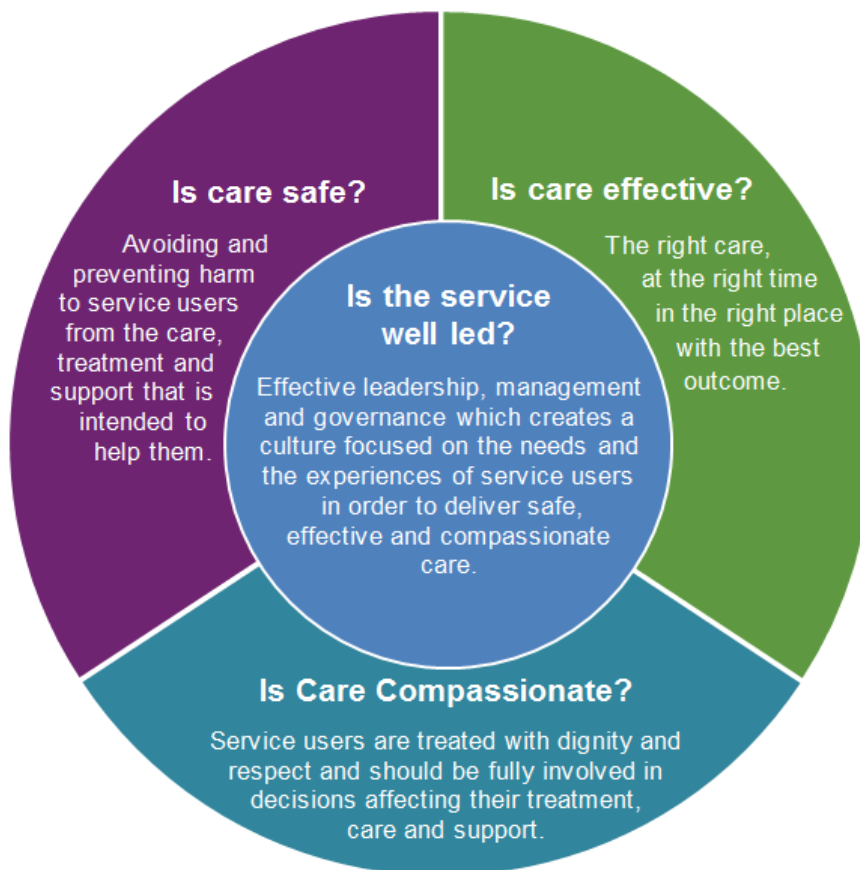 Is care safe?
Avoiding and
preventing harm
to service users
from the care,
treatment and
support that is
intended to
help them.
Is care effective?
The right care,
at the right time
in the right place
with the best
outcome.
Is the service
well led?
Effective leadership, management
and governance which creates a
culture focused on the needs and
the experiences of service users
in order to deliver safe,
effective and compassionate
care.
Is Care Compassionate?
Service users are treated with dignity and
respect and should be fully involved in
decisions affecting their treatment,
care and support.